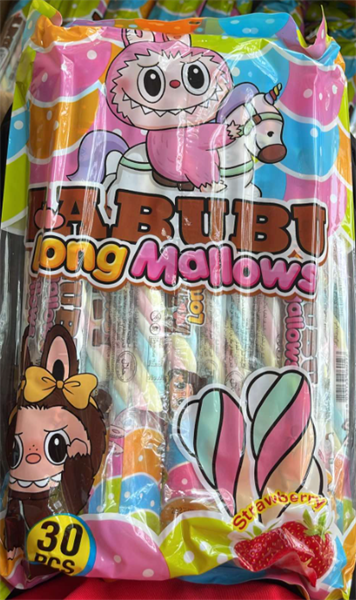 LABUBU
Long Mallows
Strawberry
30
PCS